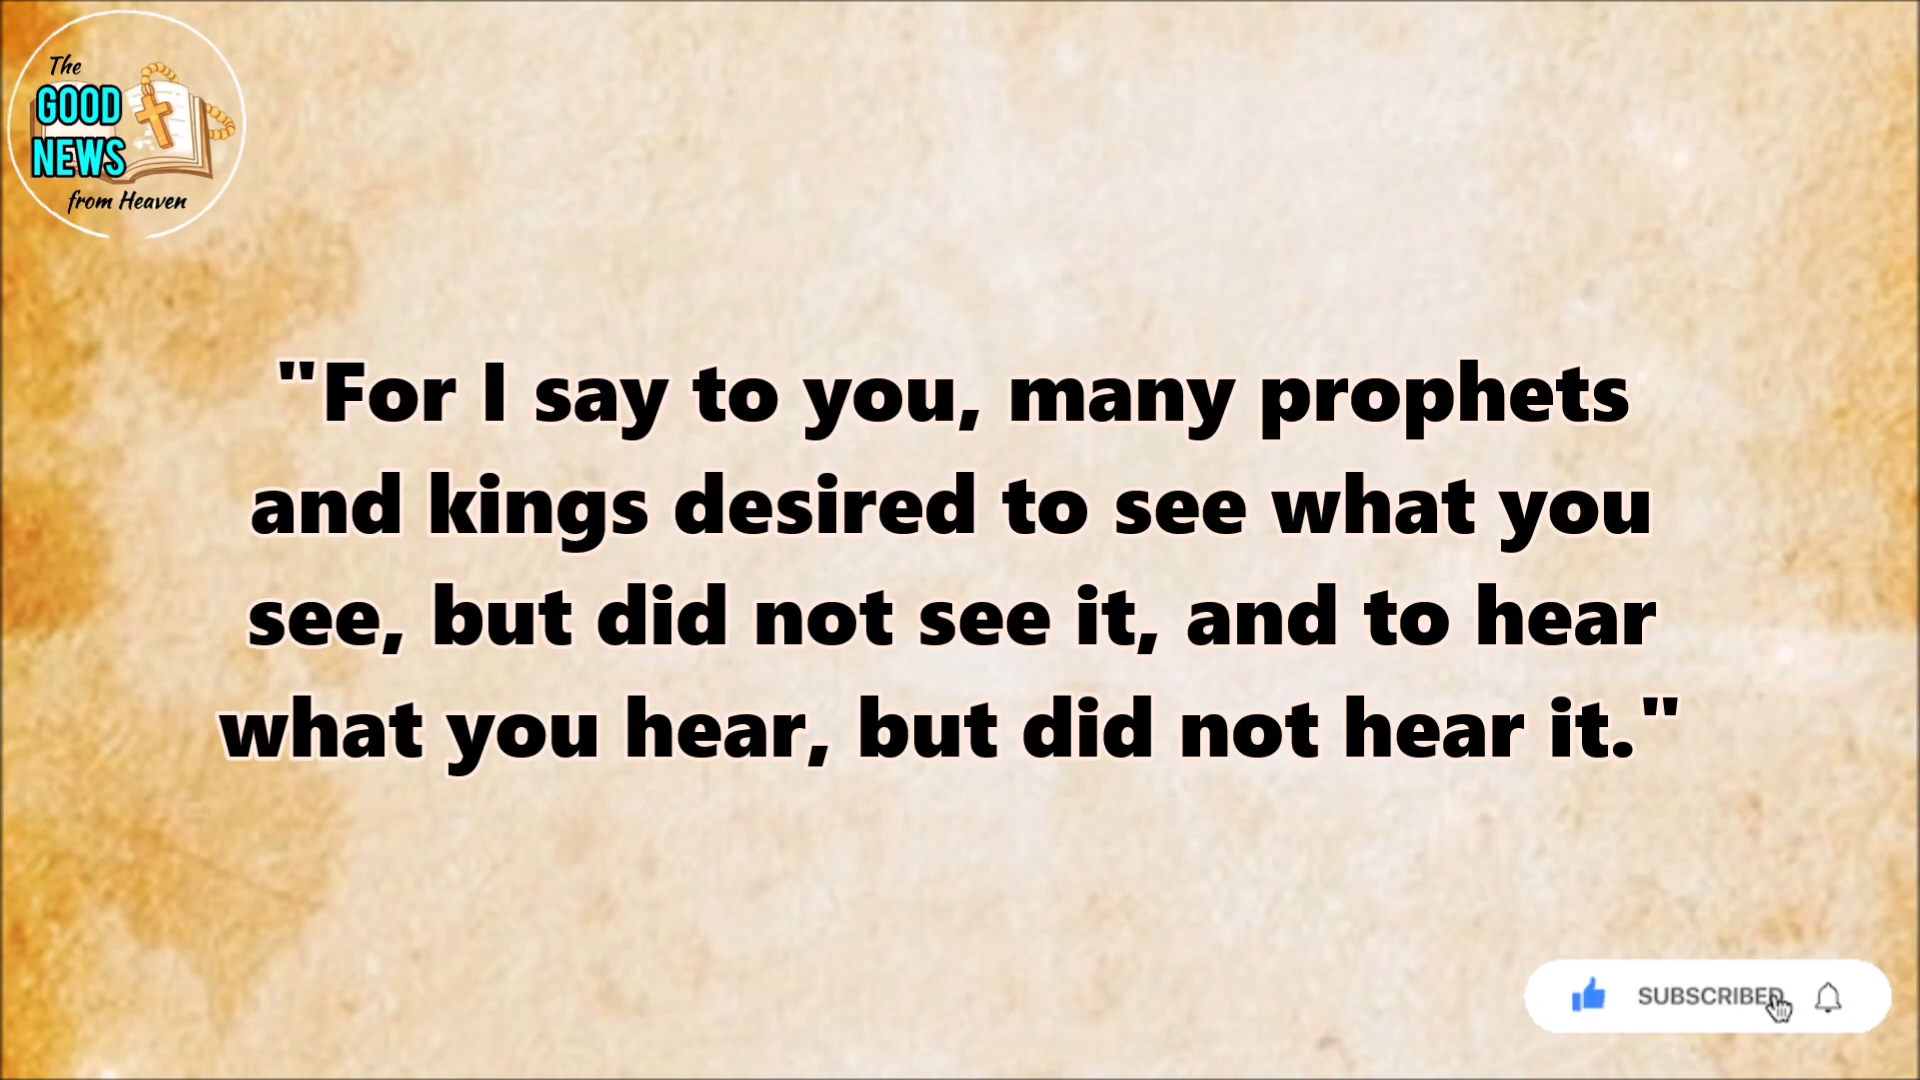 The
GOOD
NEWS
from Heaven
"For I say to you, many prophets
and kings desired to see what you
see, but did not see it, and to hear
what you hear, but did not hear it."
SUBSCRIBED